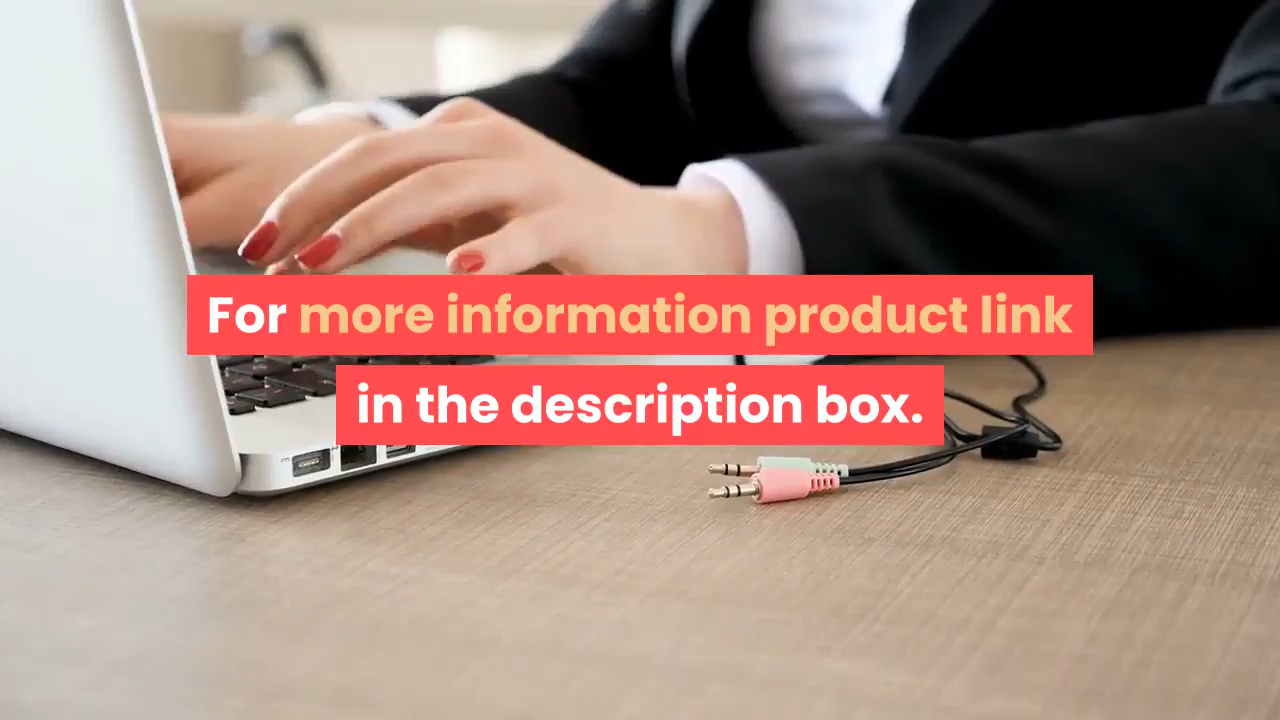 For more information product link
in the description box.